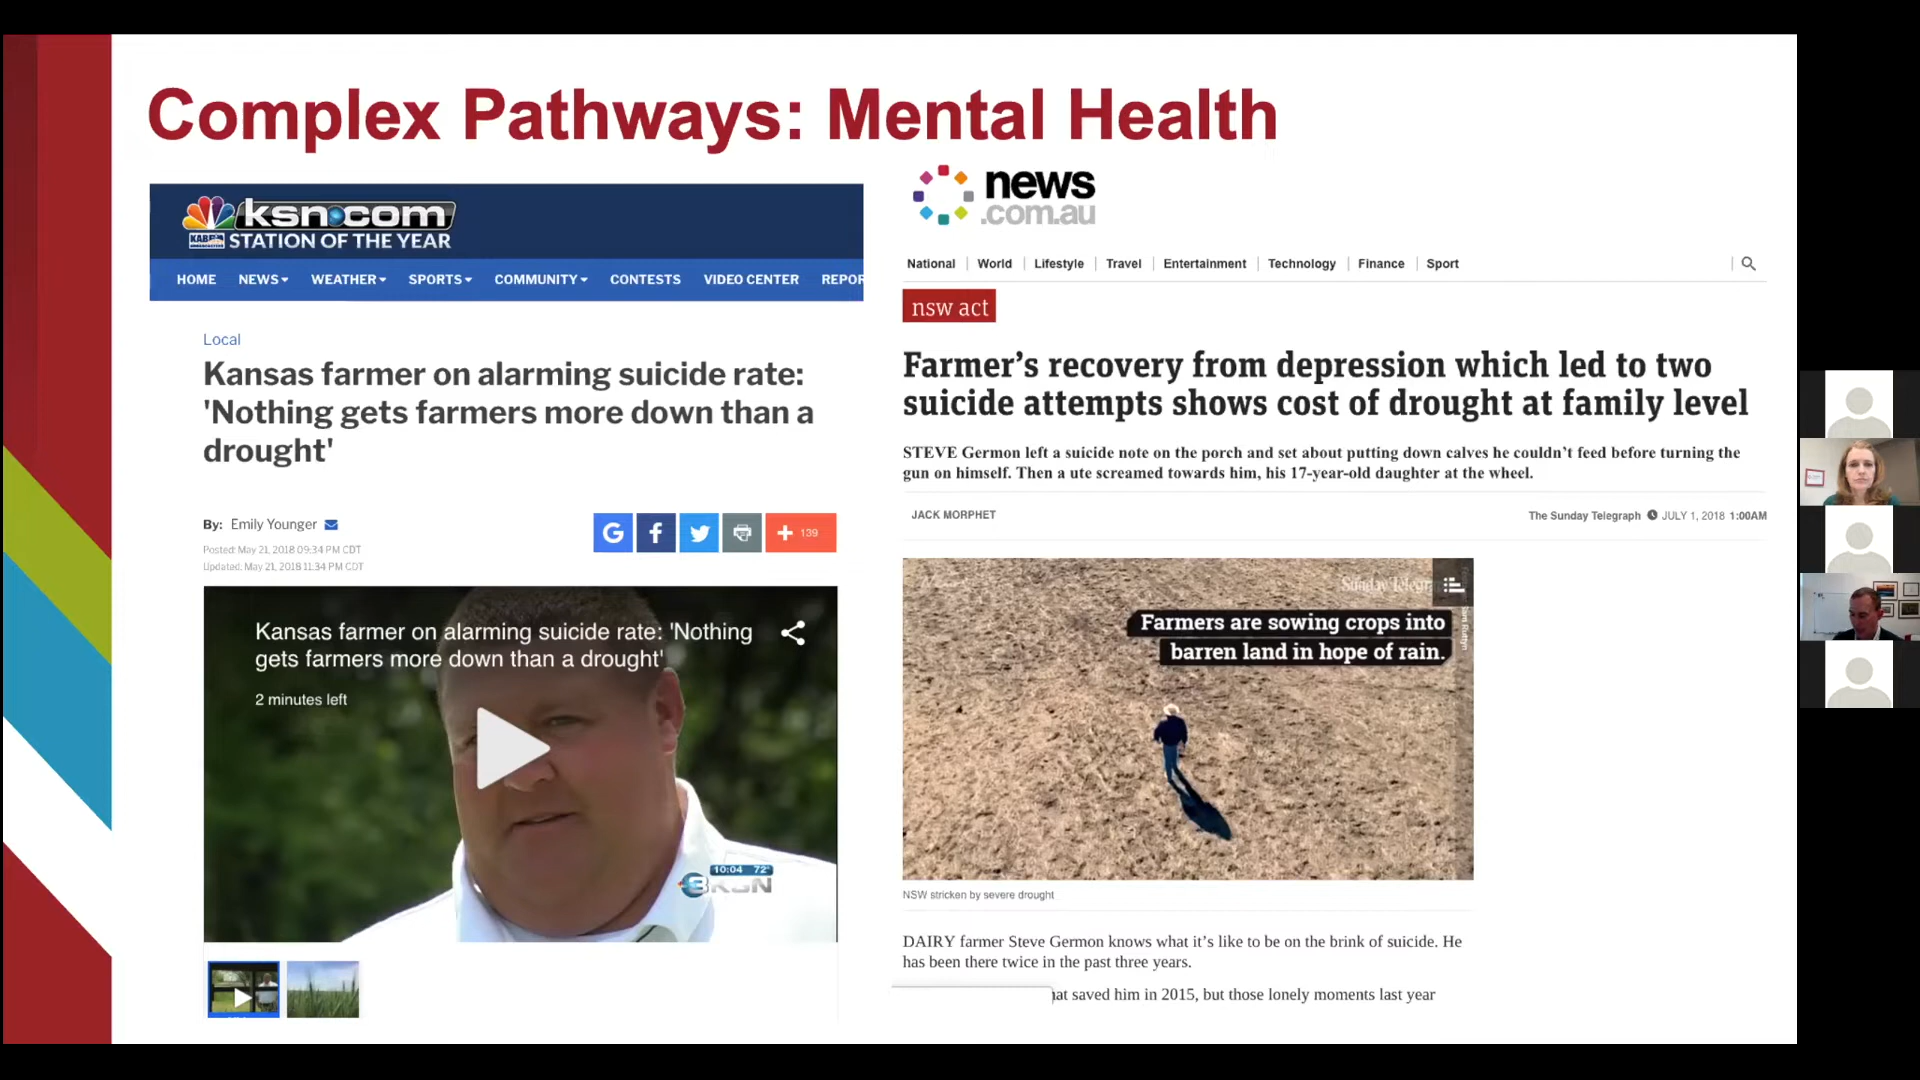 Complex Pathways: Mental Health
ksn.com
STATION OF THE YEAR
HOME NEWS WEATHER SPORTS COMMUNITY CONTESTS VIDEO CENTER REPOR
Local
Kansas farmer on alarming suicide rate:
'Nothing gets farmers more down than a
drought'
By: Emily Younger
139
Posted: May 21, 2018 09:34 PM CDT
Updated: May 21, 2018 11:34 PM CDT
Kansas farmer on alarming suicide rate: 'Nothing
gets farmers more down than a drought'
2 minutes left
10:04 72°
3 KSN
news
.com.au
National World Lifestyle Travel Entertainment Technology Finance Sport
nsw act
Farmer’s recovery from depression which led to two
suicide attempts shows cost of drought at family level
STEVE Germon left a suicide note on the porch and set about putting down calves he couldn’t feed before turning the
gun on himself. Then a ute screamed towards him, his 17-year-old daughter at the wheel.
JACK MORPHET
The Sunday Telegraph JULY 1, 2018 1:00AM
Farmers are sowing crops into
barren land in hope of rain.
NSW stricken by severe drought
DAIRY farmer Steve Germon knows what it’s like to be on the brink of suicide. He
has been there twice in the past three years.
hat saved him in 2015, but those lonely moments last year